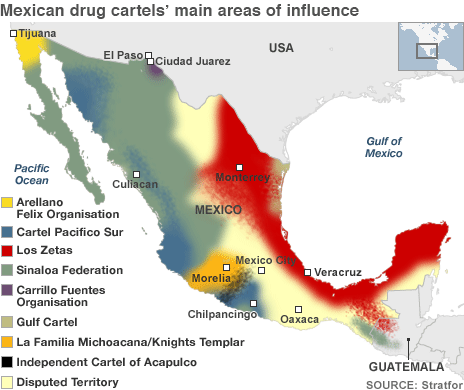 Mexican drug cartels' main areas of influence
Tijuana
El Paso
USA
Ciudad Juarez
Gulf of
Mexico
Pacific
Ocean
Culiacan
Monterrey
MEXICO
Arellano
Felix Organisation
Cartel Pacifico Sur
Los Zetas
Sinaloa Federation
Carrillo Fuentes
Organisation
Gulf Cartel
La Familia Michoacana/Knights Templar
Independent Cartel of Acapulco
Disputed Territory
Mexico City
Morelia
Veracruz
Chilpancingo
Oaxaca
GUATEMALA
SOURCE: Stratfor